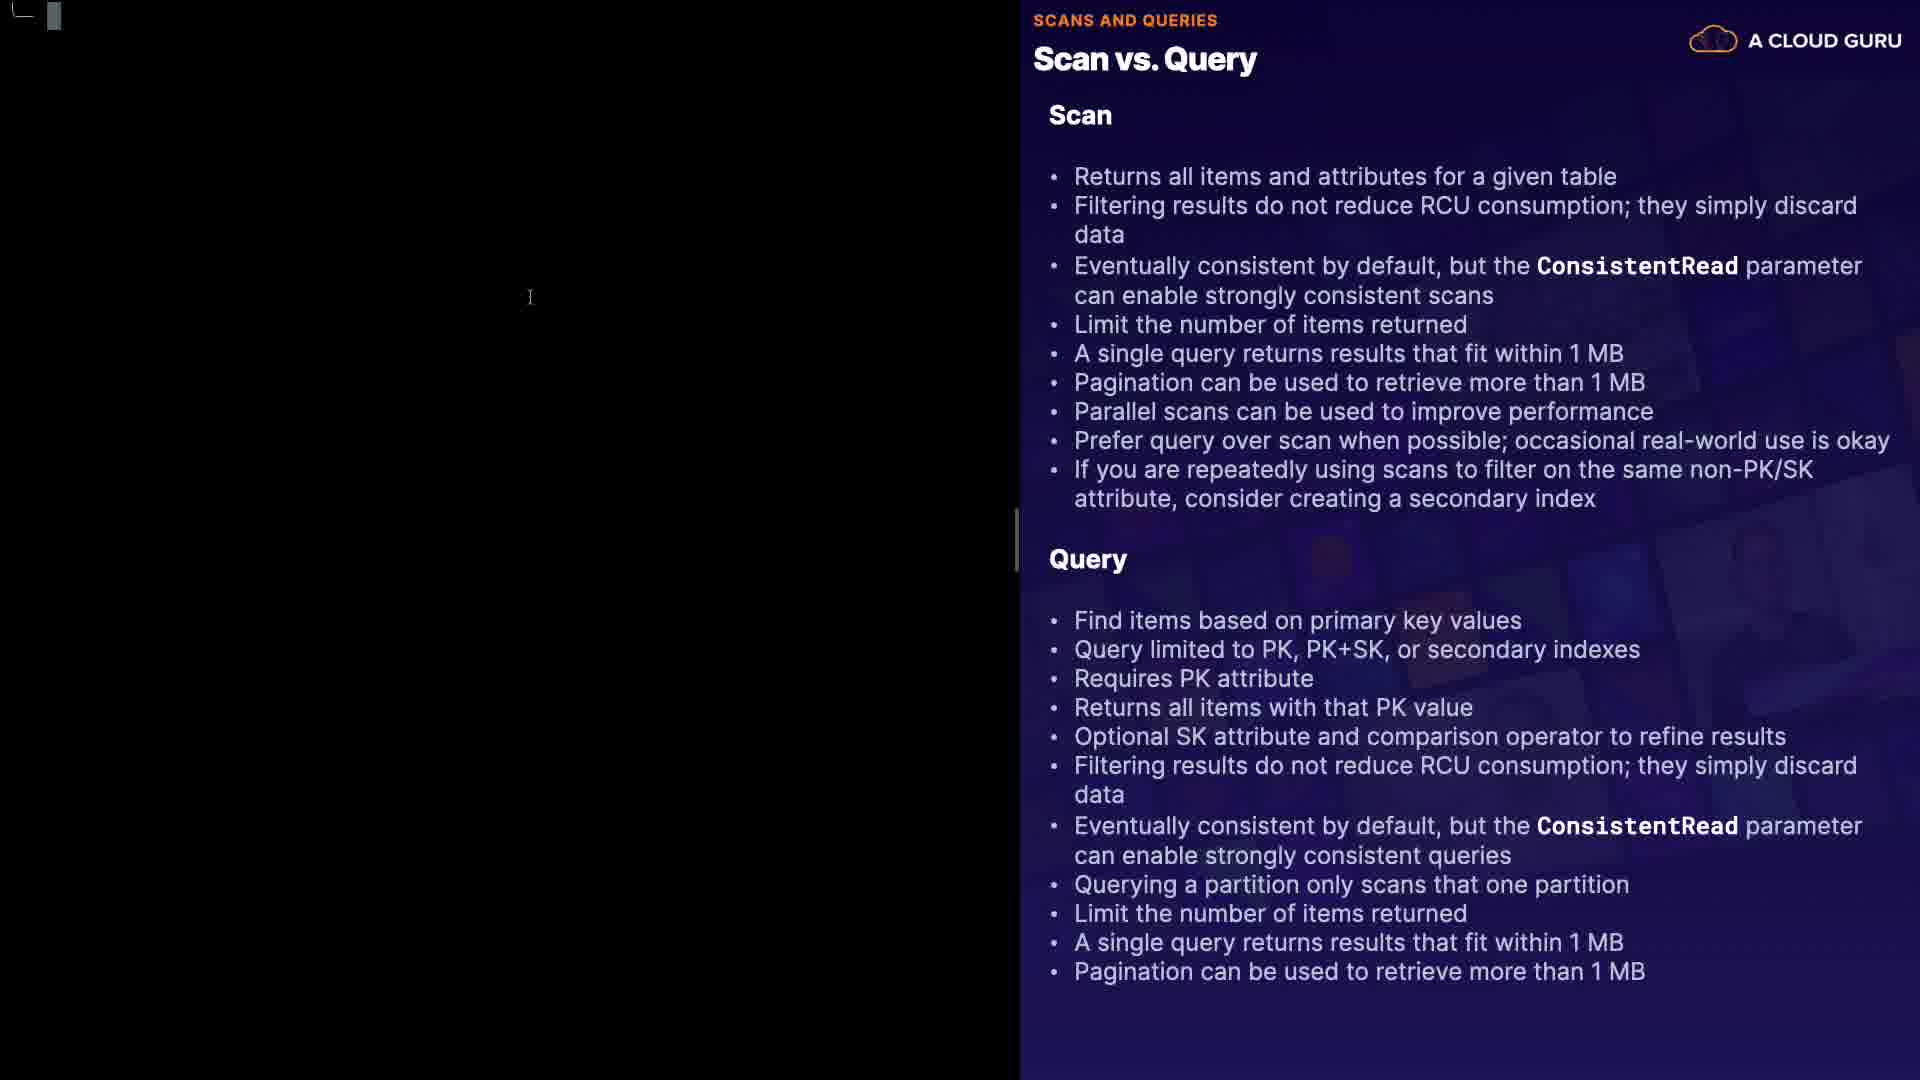 SCANS AND QUERIES
A CLOUD GURU
Scan vs. Query
Scan
• Returns all items and attributes for a given table
• Filtering results do not reduce RCU consumption; they simply discard
data
• Eventually consistent by default, but the ConsistentRead parameter
can enable strongly consistent scans
• Limit the number of items returned
• A single query returns results that fit within 1 MB
• Pagination can be used to retrieve more than 1 MB
• Parallel scans can be used to improve performance
• Prefer query over scan when possible; occasional real-world use is okay
• If you are repeatedly using scans to filter on the same non-PK/SK
attribute, consider creating a secondary index
Query
• Find items based on primary key values
• Query limited to PK, PK+SK, or secondary indexes
• Requires PK attribute
• Returns all items with that PK value
• Optional SK attribute and comparison operator to refine results
• Filtering results do not reduce RCU consumption; they simply discard
data
• Eventually consistent by default, but the ConsistentRead parameter
can enable strongly consistent queries
• Querying a partition only scans that one partition
• Limit the number of items returned
• A single query returns results that fit within 1 MB
• Pagination can be used to retrieve more than 1 MB